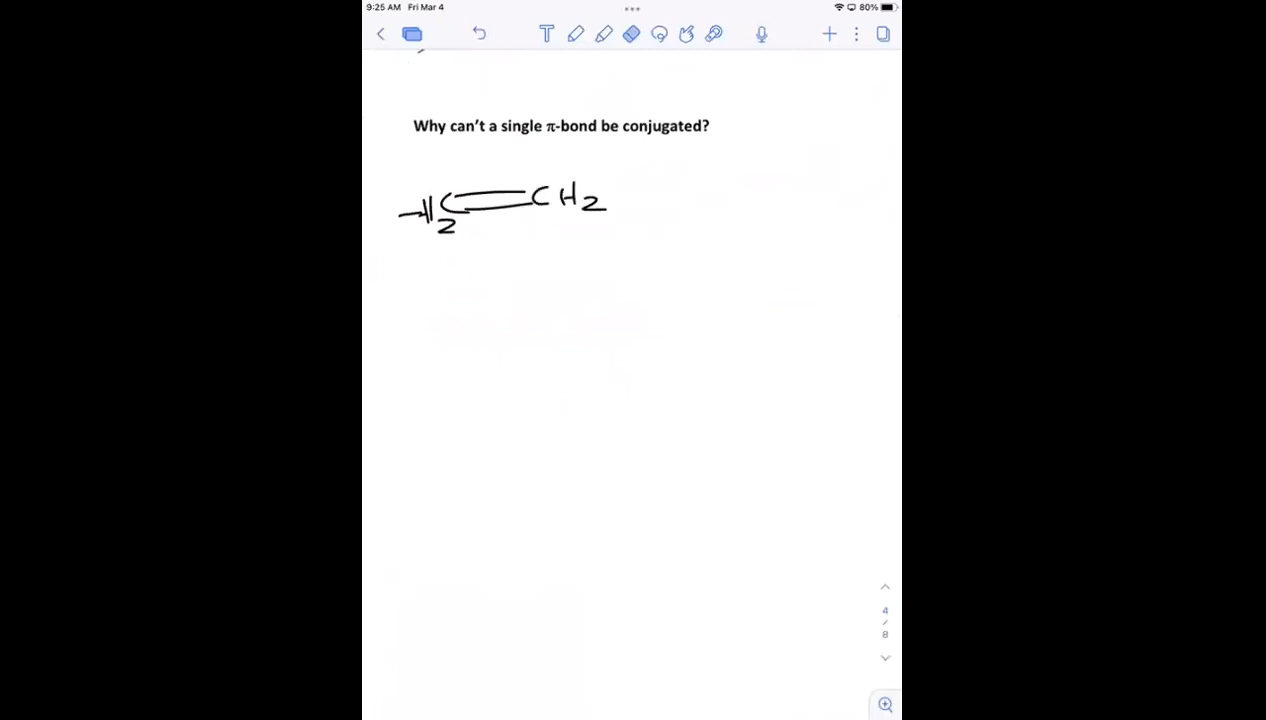 9:25 AM Fri Mar 4
80%
T
Why can't a single π-bond be conjugated?
H2C=CH2
4
/
8